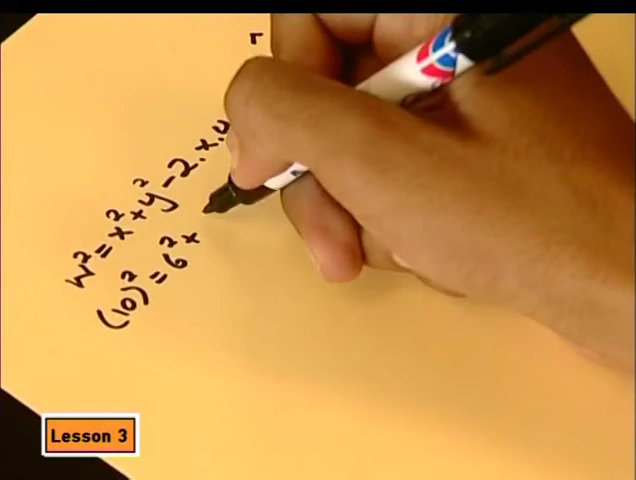 w² = x² + y² - 2.x.y
(10)² = 6² +
Lesson 3